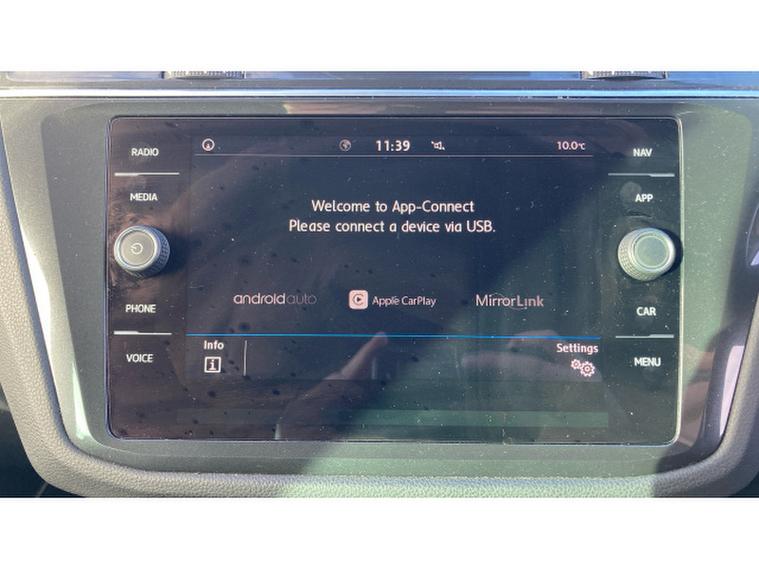 RADIO
MEDIA
PHONE
VOICE
11:39
10.0°C
Welcome to App-Connect
Please connect a device via USB.
androidauto
Apple CarPlay
MirrorLink
Info
i
Settings
NAV
APP
CAR
MENU